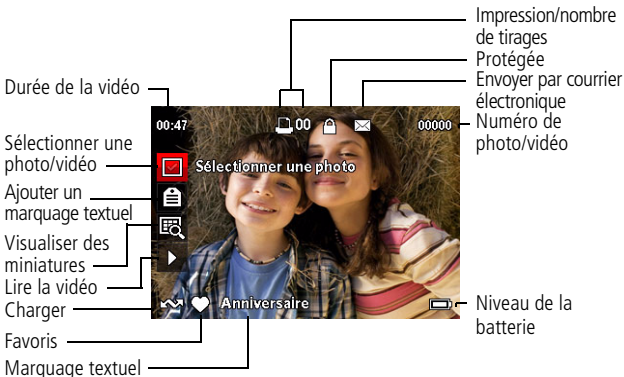 Impression/nombre
de tirages
Protégée
Envoyer par courrier
électronique
Numéro de
photo/vidéo
Durée de la vidéo
00:47
00
00000
Sélectionner une
photo/vidéo
Sélectionner une photo
Ajouter un
marquage textuel
Visualiser des
miniatures
Lire la vidéo
Charger
Anniversaire
Niveau de la
batterie
Favoris
Marquage textuel